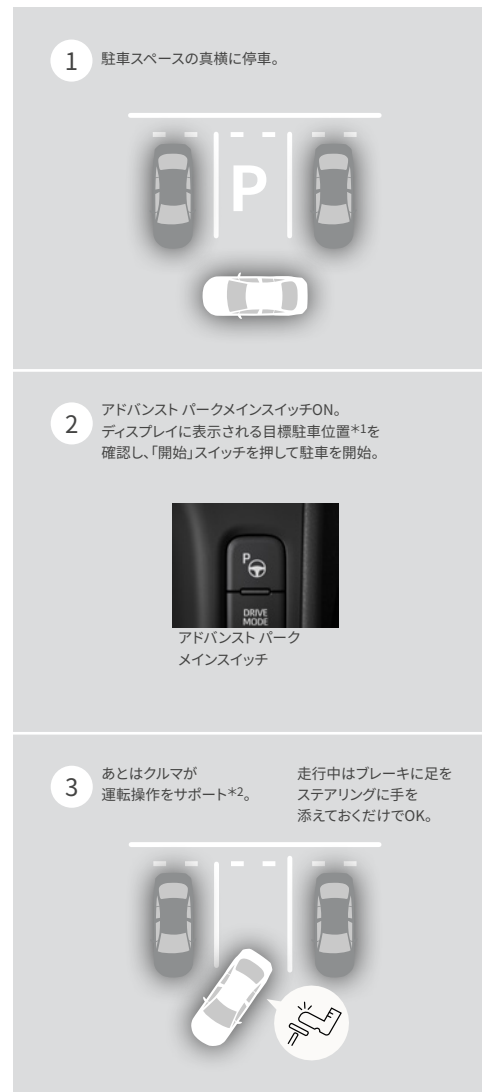 1
駐車スペースの真横に停車。
P
2
アドバンスト パークメインスイッチON。
ディスプレイに表示される目標駐車位置*1を
確認し、「開始」スイッチを押して駐車を開始。
P
DRIVE
MODE
アドバンスト パーク
メインスイッチ
3
あとはクルマが
運転操作をサポート*2。
走行中はブレーキに足を
ステアリングに手を
添えておくだけでOK。